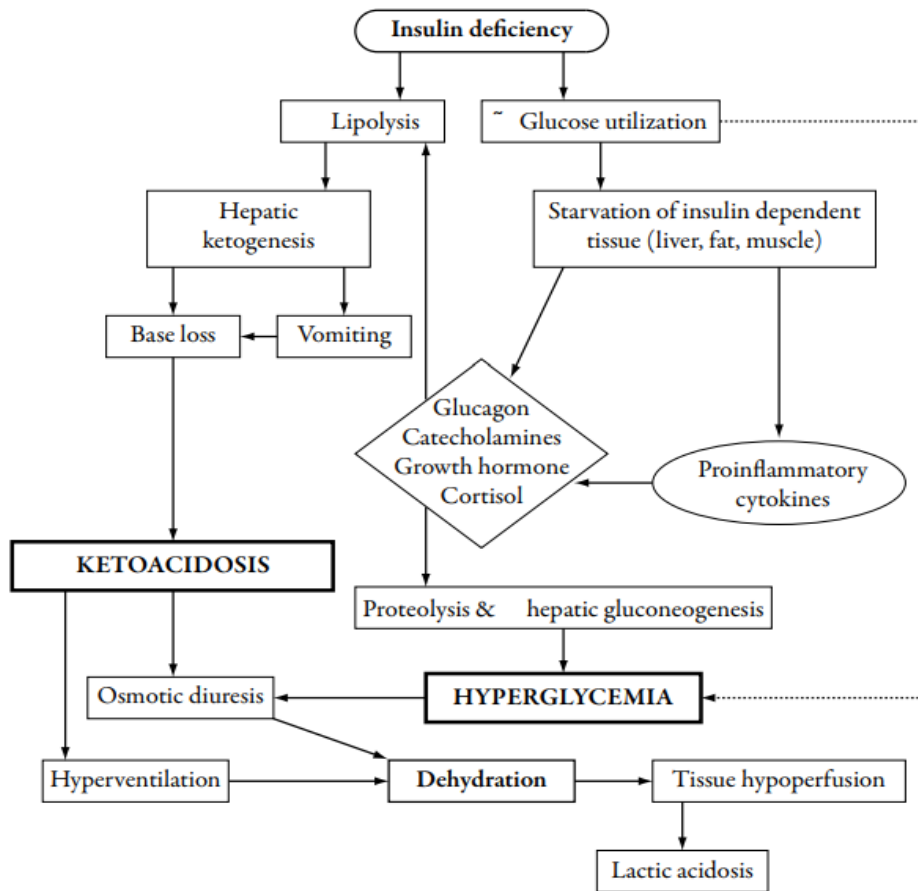 Insulin deficiency
Lipolysis
˜ Glucose utilization
Hepatic
ketogenesis
Starvation of insulin dependent
tissue (liver, fat, muscle)
Base loss
Vomiting
Glucagon
Catecholamines
Growth hormone
Cortisol
Proinflammatory
cytokines
KETOACIDOSIS
Proteolysis & hepatic gluconeogenesis
Osmotic diuresis
HYPERGLYCEMIA
Hyperventilation
Dehydration
Tissue hypoperfusion
Lactic acidosis